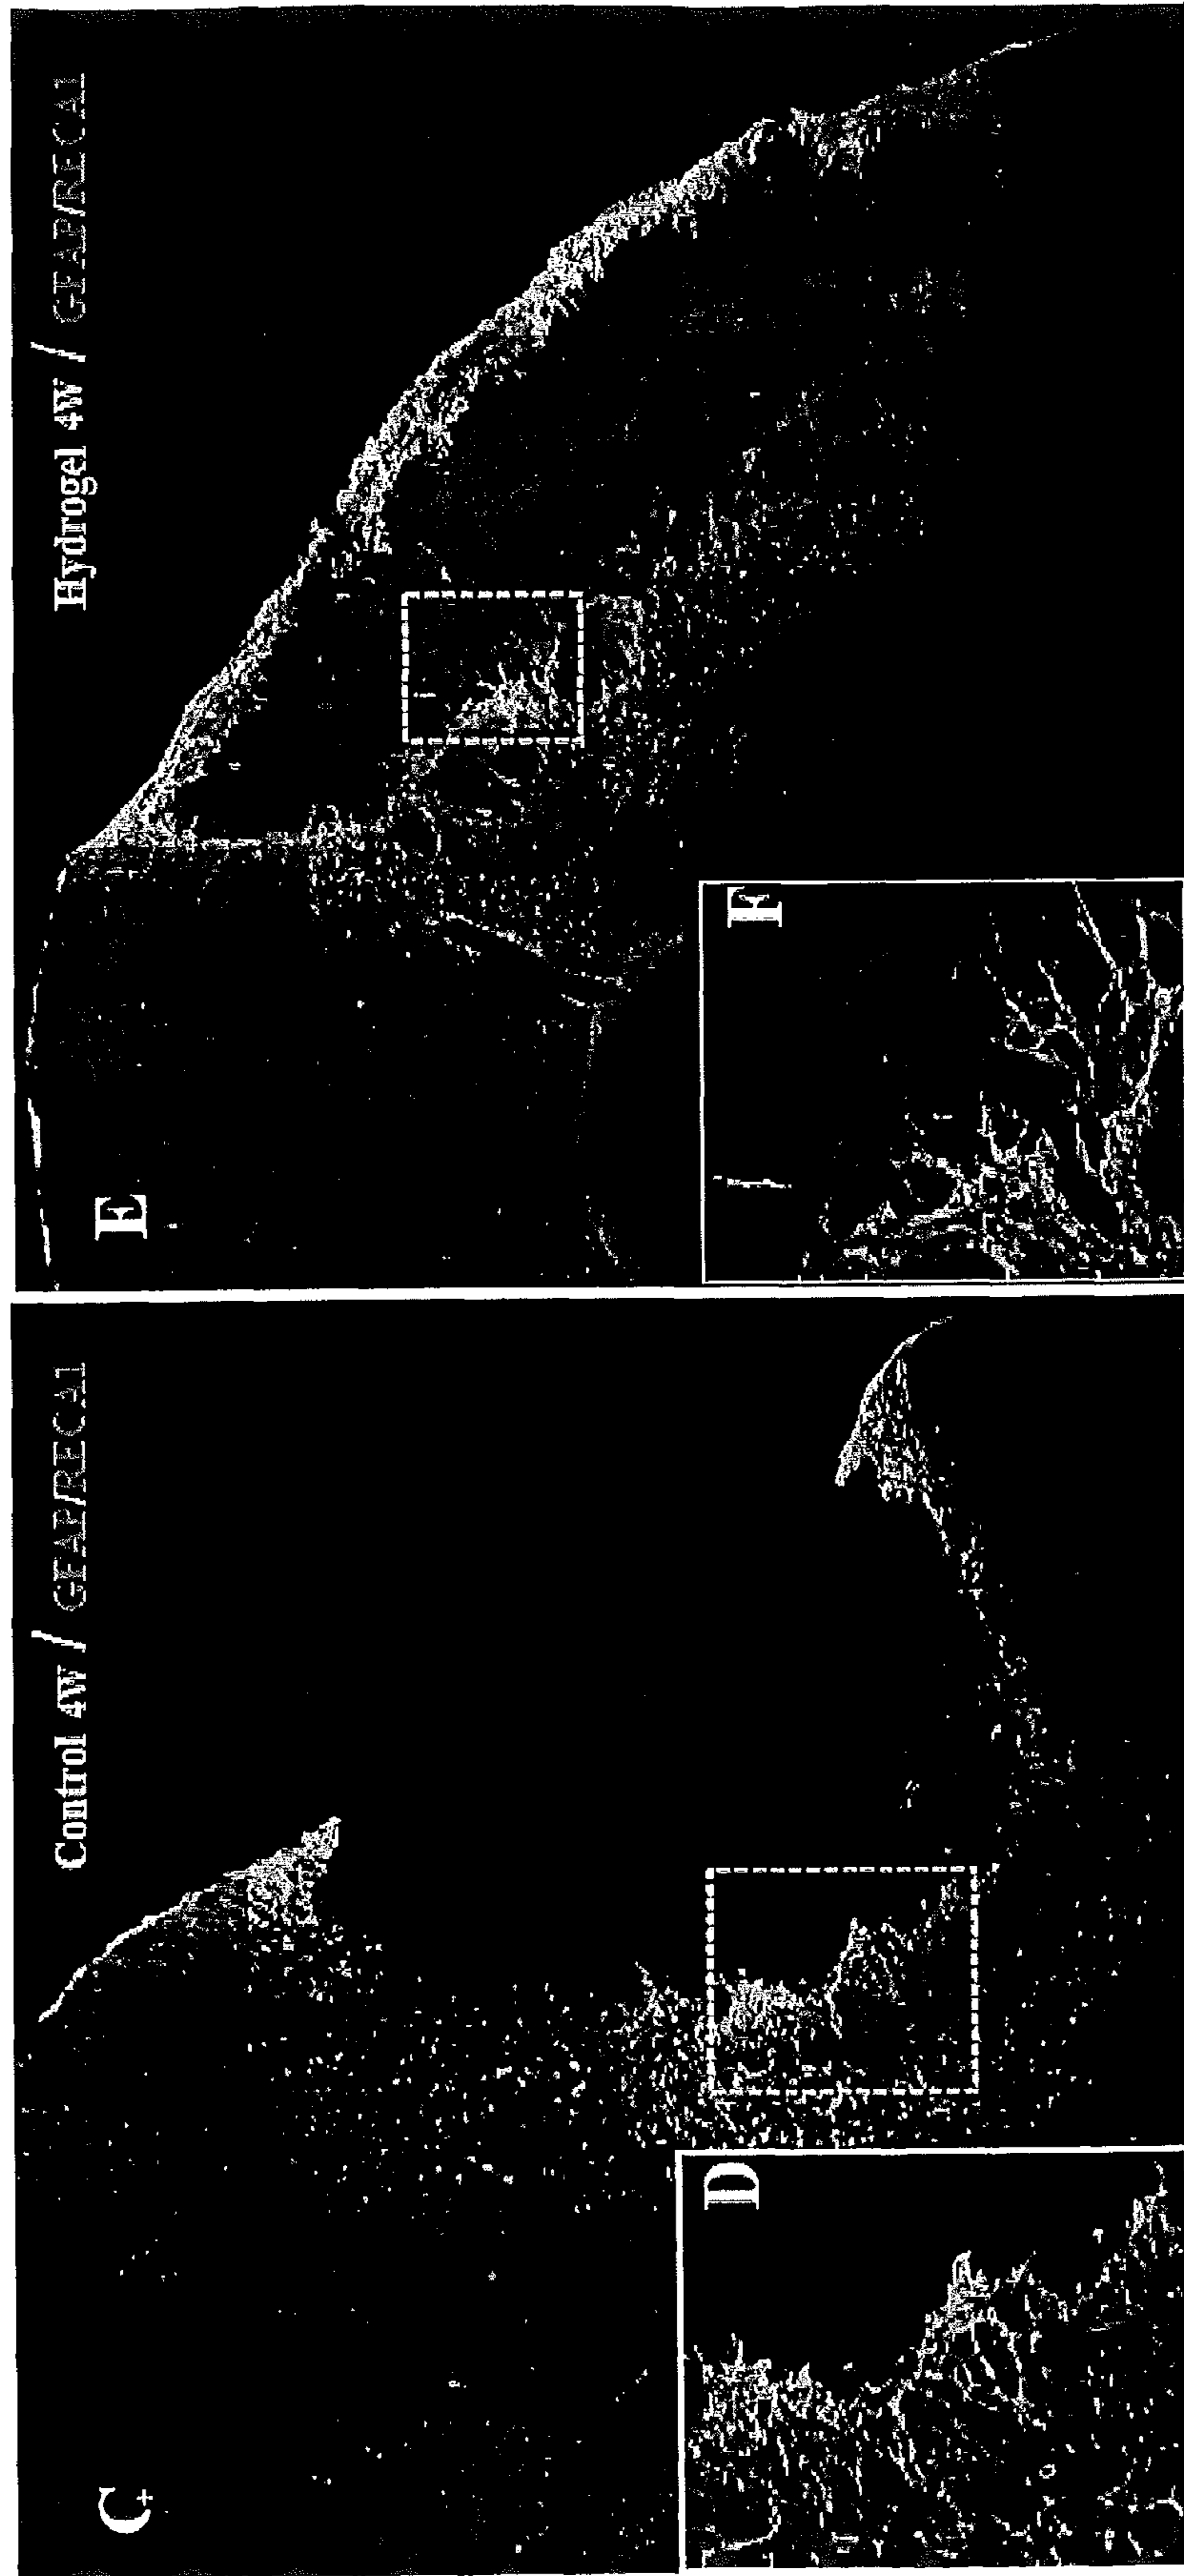 C
Control 4W / GFAP/RECA1
D
E
Hydrogel 4W / GFAP/RECA1
F